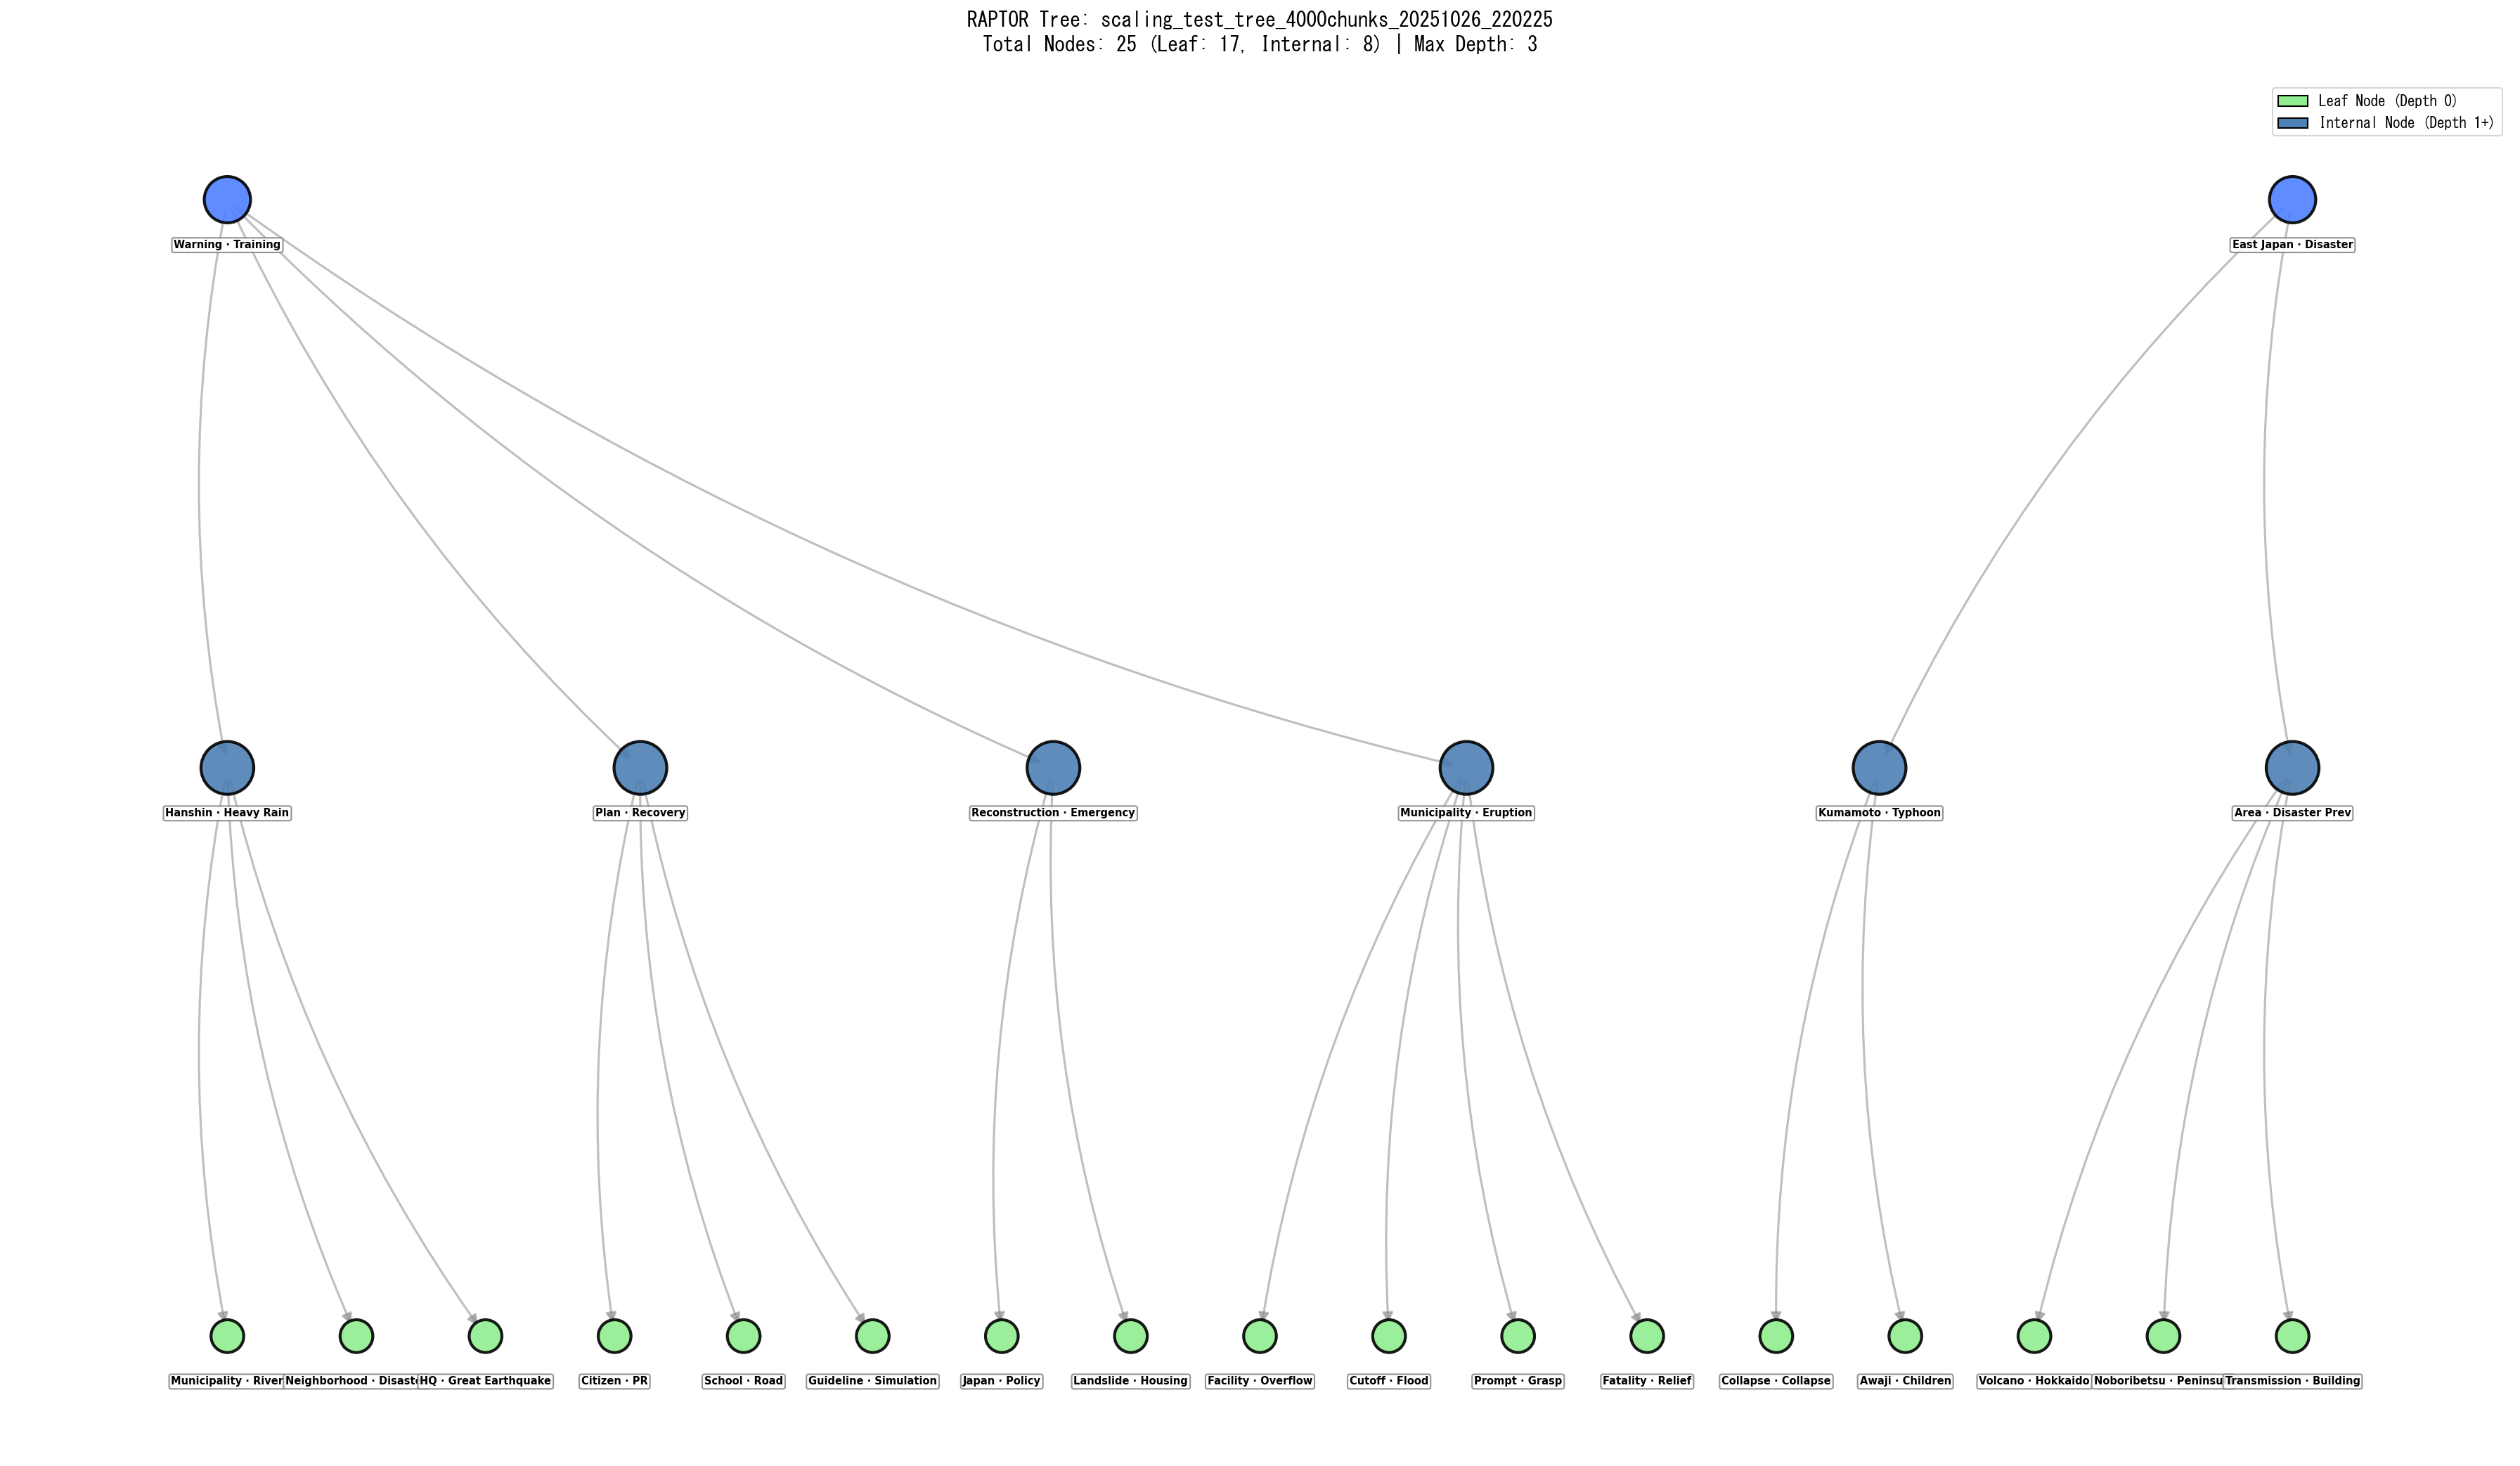 RAPTOR Tree: scaling_test_tree_4000chunks_20251026_220225
Total Nodes: 25 (Leaf: 17, Internal: 8) | Max Depth: 3
Leaf Node (Depth 0)
Internal Node (Depth 1+)
Warning · Training
East Japan · Disaster
Hanshin · Heavy Rain
Plan · Recovery
Reconstruction · Emergency
Municipality · Eruption
Kumamoto · Typhoon
Area · Disaster Prev
Municipality · River
Neighborhood ·
HQ · Great Earthquake
Citizen · PR
School · Road
Guideline · Simulation
Japan · Policy
Landslide · Housing
Facility · Overflow
Cutoff · Flood
Prompt · Grasp
Fatality · Relief
Collapse · Collapse
Awaji · Children
Volcano · Hokkaido
Noboribetsu ·
Transmission · Building